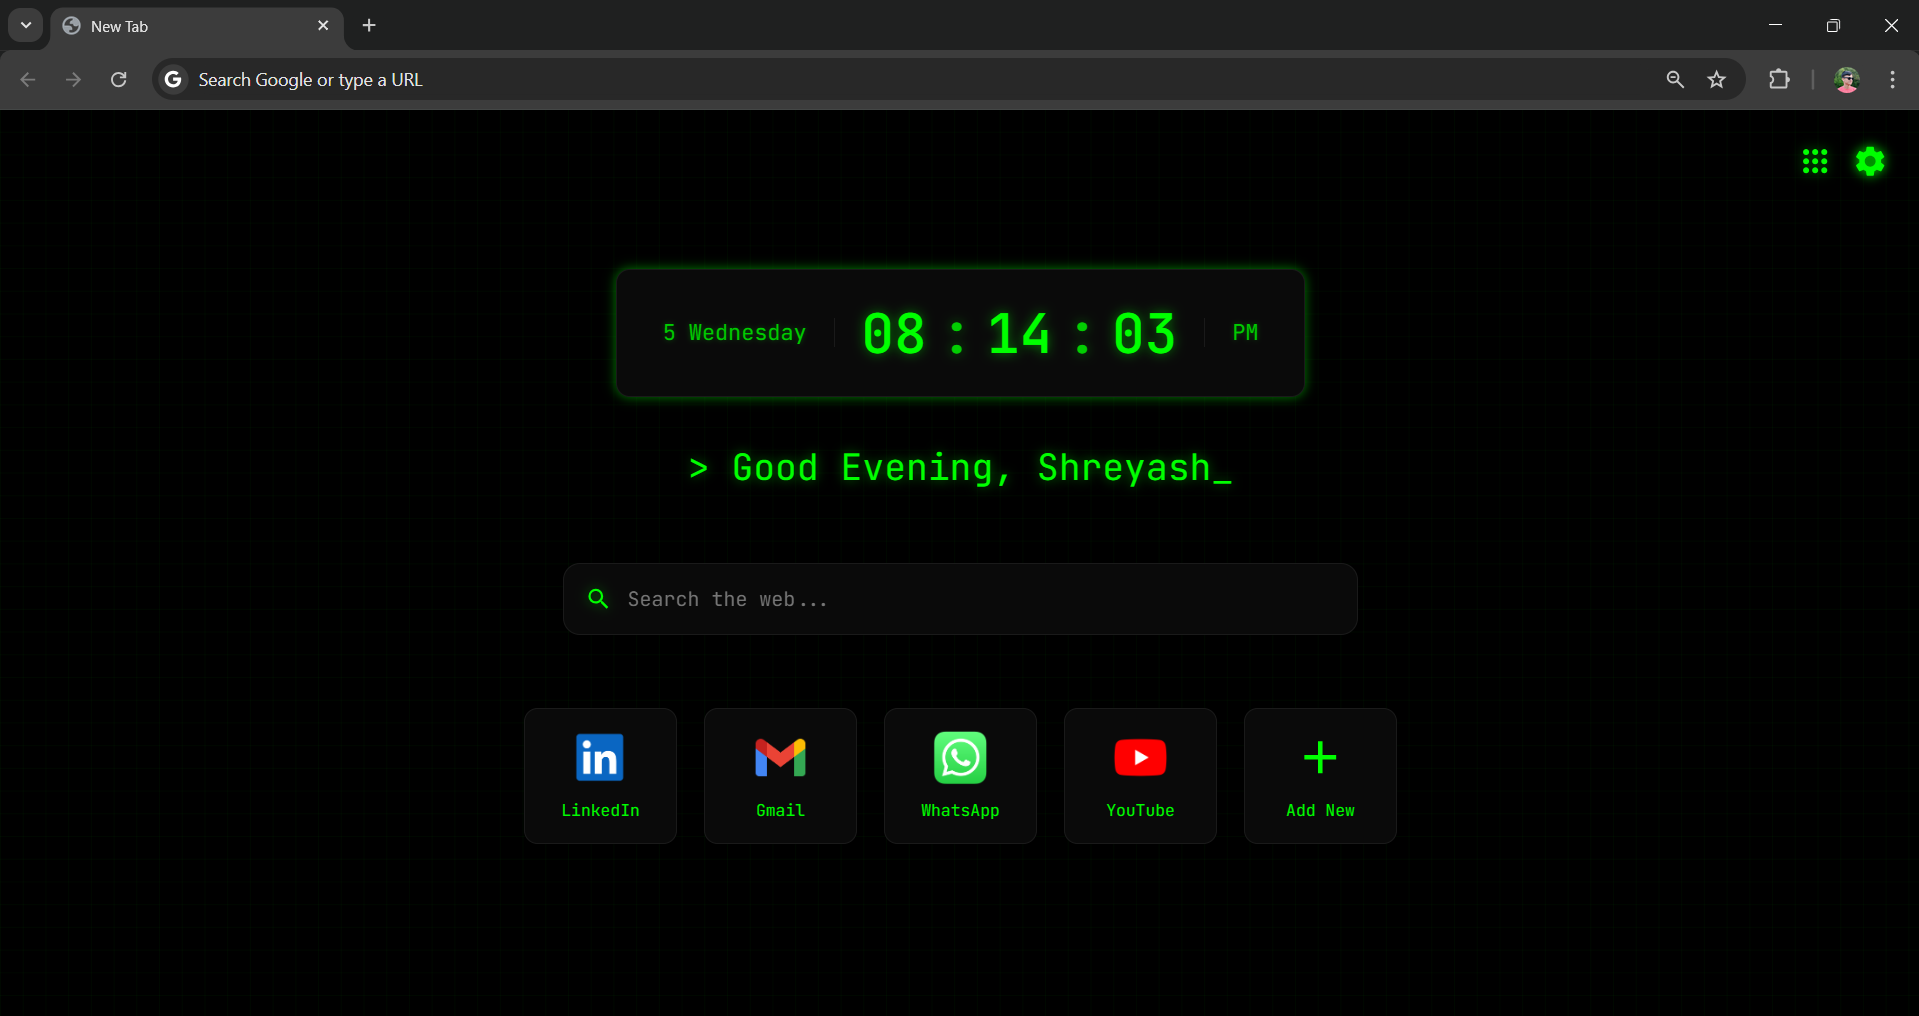 New Tab
Search Google or type a URL
5 Wednesday 08 : 14 : 03 PM
> Good Evening, Shreyash_
Search the web...
in
LinkedIn Gmail WhatsApp YouTube Add New